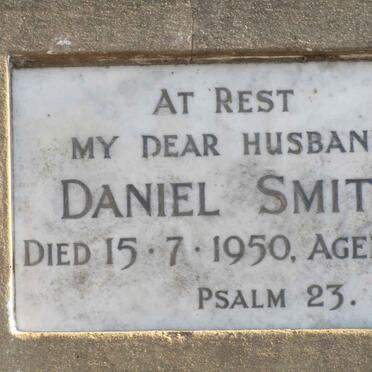 AT REST
MY DEAR HUSBAN
DANIEL SMIT
DIED 15·7·1950, AGE
PSALM 23.